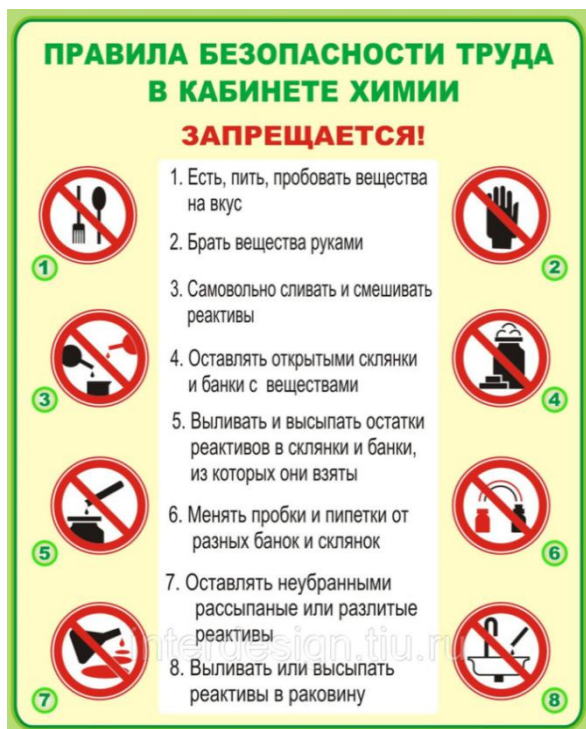 ПРАВИЛА БЕЗОПАСНОСТИ ТРУДА
В КАБИНЕТЕ ХИМИИ
ЗАПРЕЩАЕТСЯ!
1. Есть, пить, пробовать вещества
на вкус
2. Брать вещества руками
3. Самовольно сливать и смешивать
реактивы
4. Оставлять открытыми склянки
и банки с веществами
5. Выливать и высыпать остатки
реактивов в склянки и банки,
из которых они взяты
6. Менять пробки и пипетки от
разных банок и склянок
7. Оставлять неубранными
рассыпаные или разлитые
реактивы
8. Выливать или высыпать
реактивы в раковину
1
2
3
4
5
6
7
8
interdesign.tiu.ru